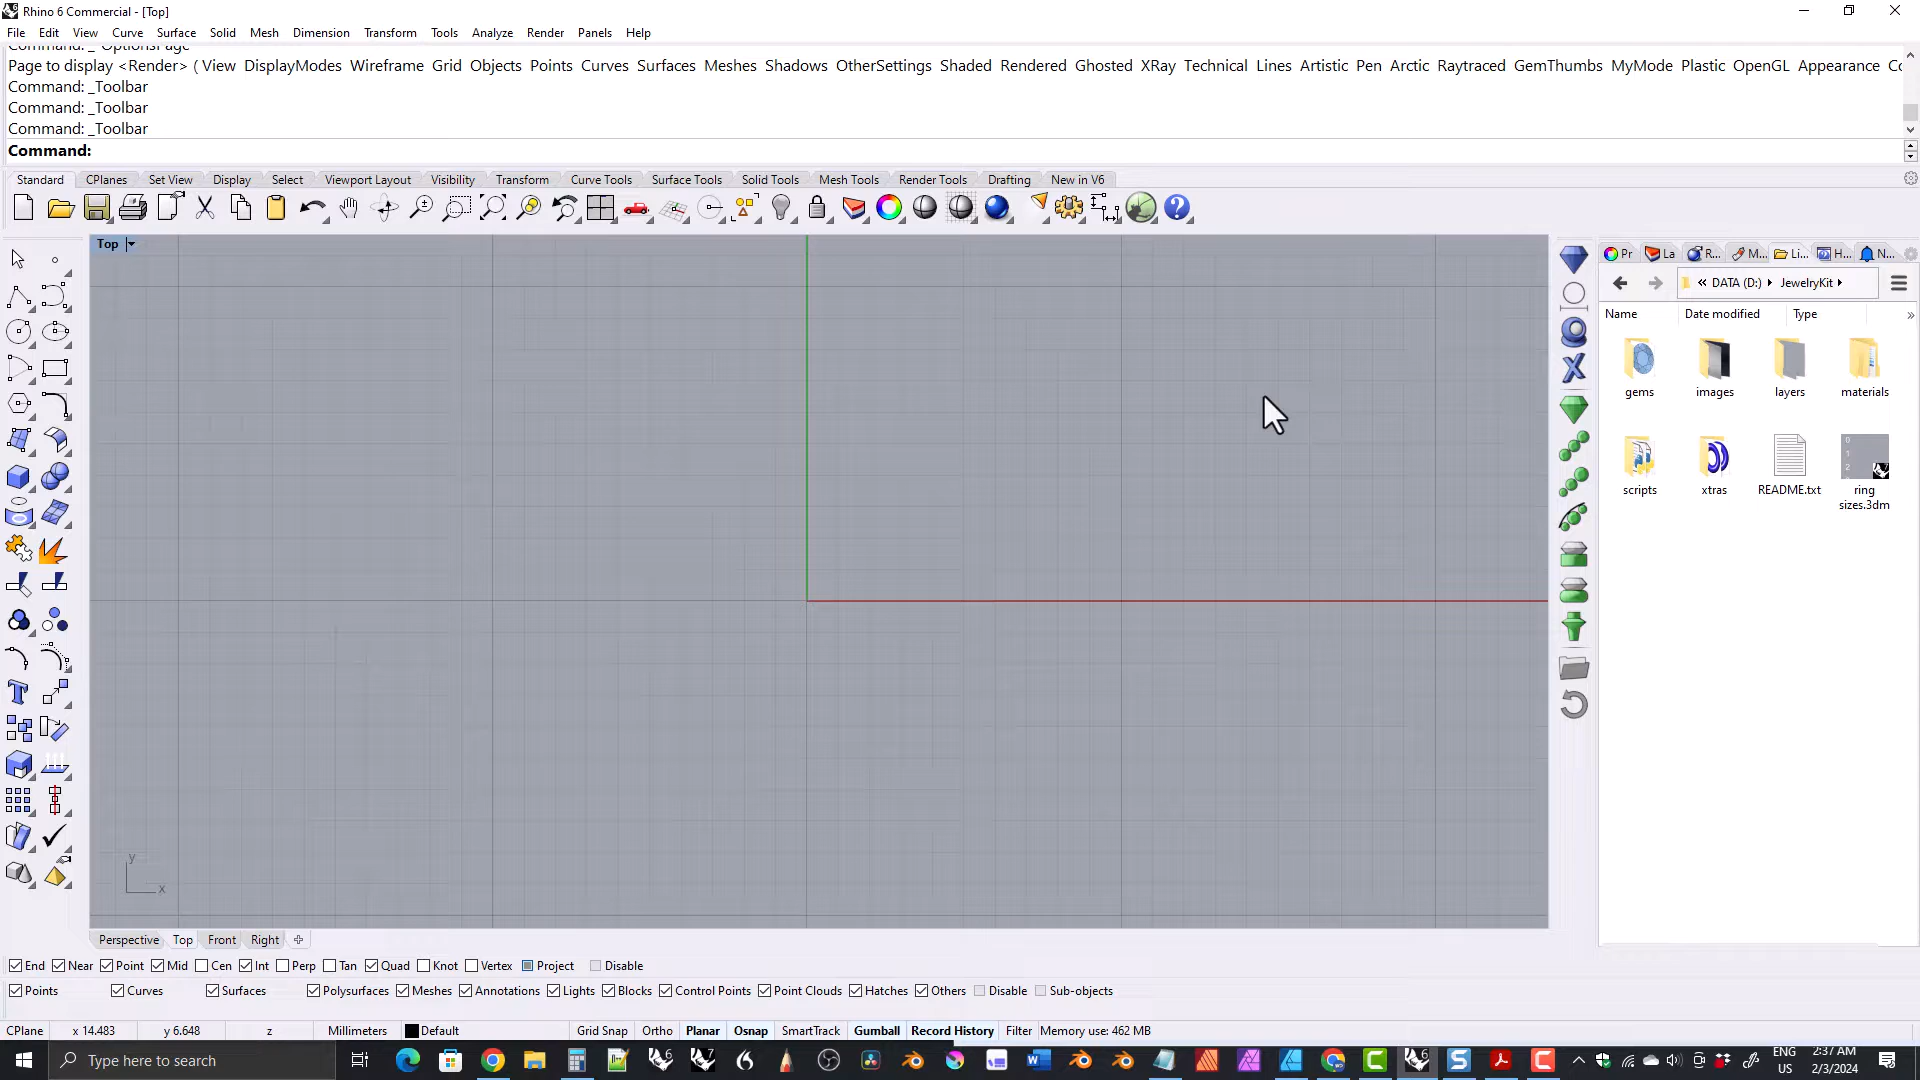 Rhino 6 Commercial - [Top]
File Edit View Curve Surface Solid Mesh Dimension Transform Tools Analyze Render Panels Help
Page to display <Render> ( View DisplayModes Wireframe Grid Objects Points Curves Surfaces Meshes Shadows OtherSettings Shaded Rendered Ghosted XRay Technical Lines Artistic Pen Arctic Raytraced GemThumbs MyMode Plastic OpenGL Appearance
Command: _Toolbar
Command: _Toolbar
Command: _Toolbar
Command:
Standard CPlanes Set View Display Select Viewport Layout Visibility Transform Curve Tools Surface Tools Solid Tools Mesh Tools Render Tools Drafting New in V6
Top
Pr La R... M... Li... H... N...
« DATA (D:) JewelryKit
Name Date modified Type »
gems images layers materials
scripts xtras README.txt ring sizes.3dm
y
x
Perspective Top Front Right
End Near Point Mid Cen Int Perp Tan Quad Knot Vertex Project Disable
Points Curves Surfaces Polysurfaces Meshes Annotations Lights Blocks Control Points Point Clouds Hatches Others Disable Sub-objects
CPlane x 14.483 y 6.648 z Millimeters Default Grid Snap Ortho Planar Osnap SmartTrack Gumball Record History Filter Memory use: 462 MB
Type here to search
ENG 2:37 AM
US 2/3/2024